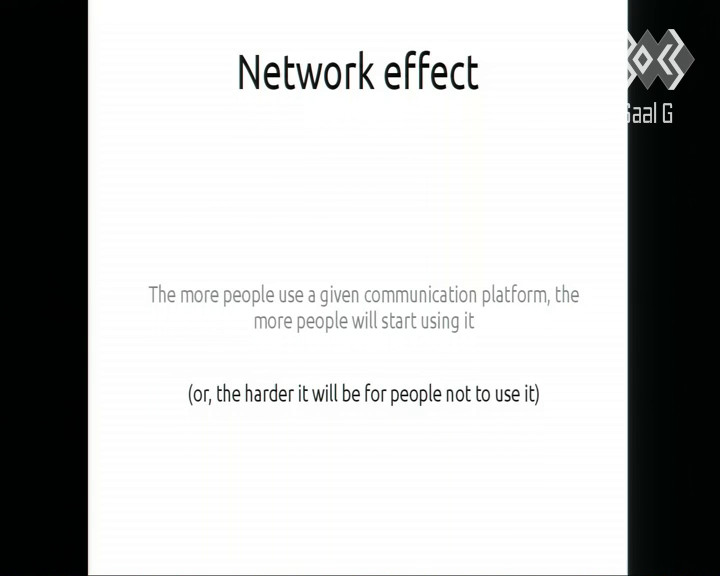 Network effect
The more people use a given communication platform, the
more people will start using it
(or, the harder it will be for people not to use it)
Saal G